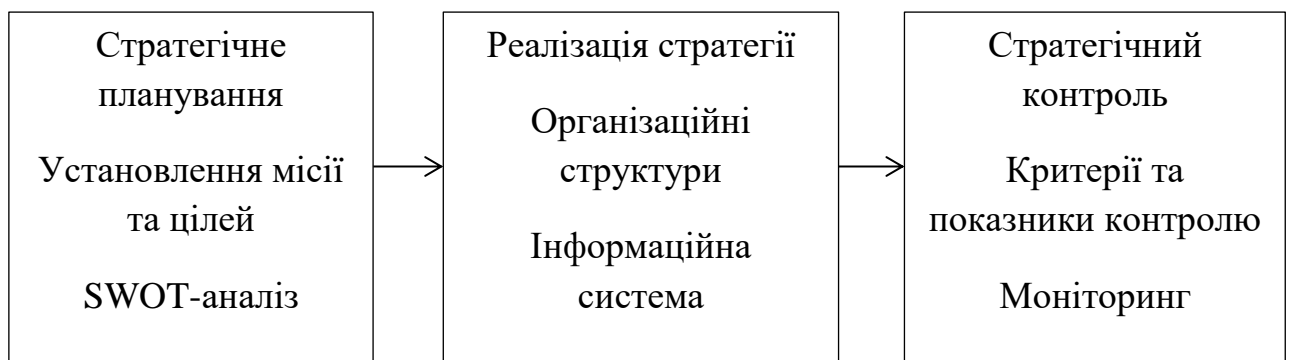 Стратегічне
планування
Установлення місії
та цілей
SWOT-аналіз
Реалізація стратегії
Організаційні
структури
Інформаційна
система
Стратегічний
контроль
Критерії та
показники контролю
Моніторинг